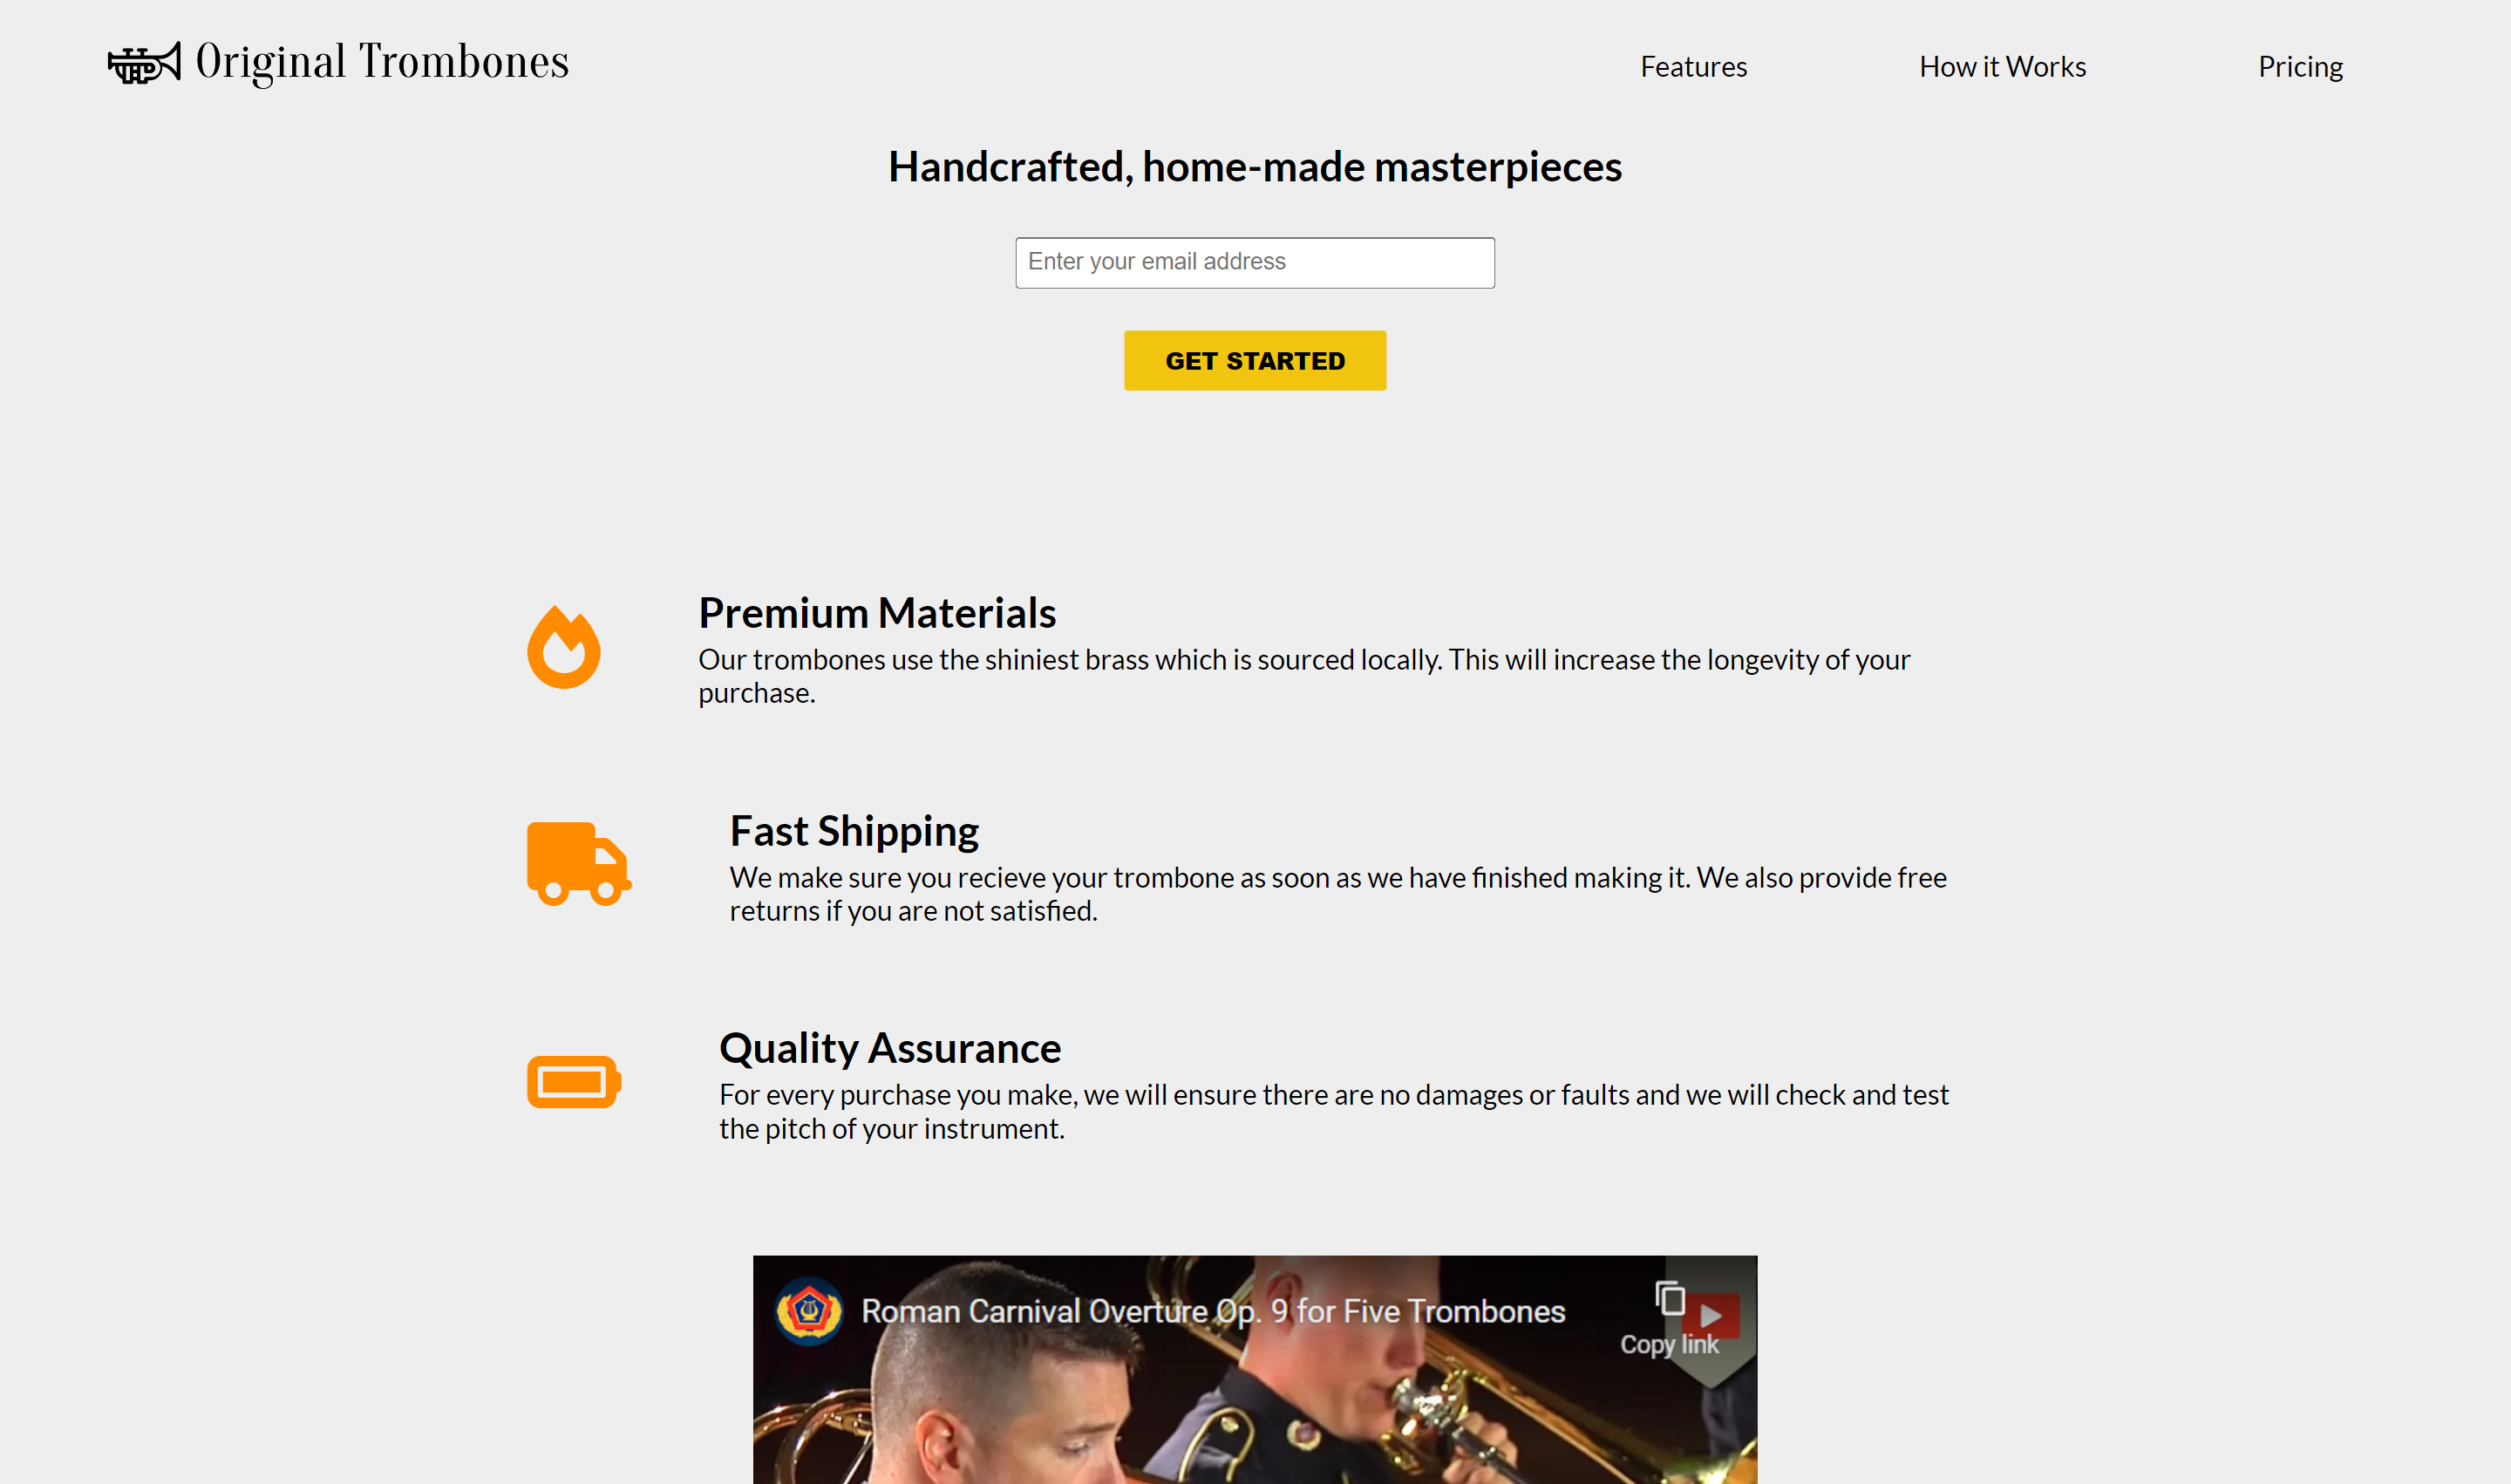 Original Trombones
Features
How it Works
Pricing
Handcrafted, home-made masterpieces
Enter your email address
GET STARTED
Premium Materials
Our trombones use the shiniest brass which is sourced locally. This will increase the longevity of your
purchase.
Fast Shipping
We make sure you recieve your trombone as soon as we have finished making it. We also provide free
returns if you are not satisfied.
Quality Assurance
For every purchase you make, we will ensure there are no damages or faults and we will check and test
the pitch of your instrument.
Roman Carnival Overture Op. 9 for Five Trombones
Copy link